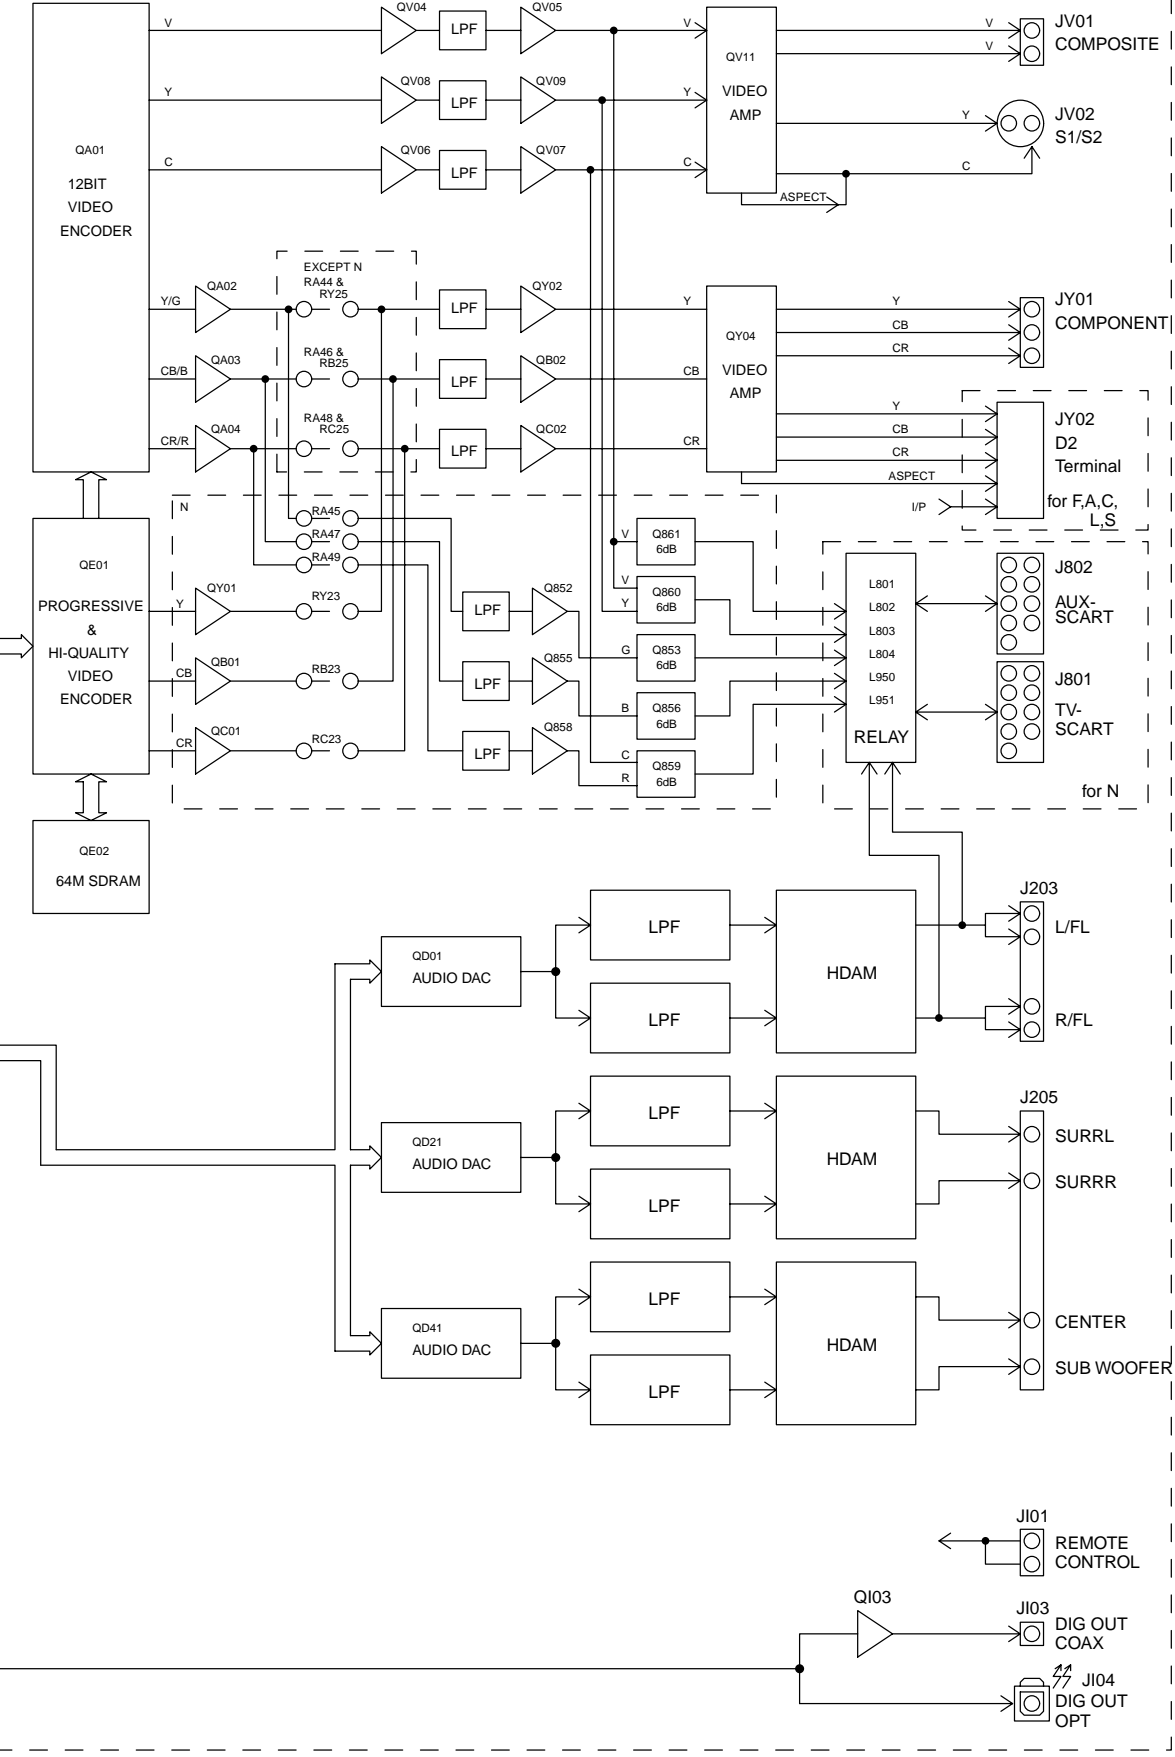 QV04
QV05
V
LPF
V
V
JV01
COMPOSITE
QV11
V
QV08
QV09
Y
LPF
Y
VIDEO
AMP
Y
JV02
S1/S2
QA01
12BIT
VIDEO
ENCODER
QV06
QV07
C
LPF
C
C
ASPECT
EXCEPT N
RA44 &
RY25
QA02
QY02
Y/G
LPF
Y
Y
JY01
COMPONENT
CB
CR
QY04
VIDEO
AMP
RA46 &
RB25
QA03
QB02
CB/B
LPF
CB
RA48 &
RC25
QA04
QC02
CR/R
LPF
CR
Y
CB
CR
ASPECT
I/P
JY02
D2
Terminal
for F,A,C,
L,S
N
RA45
RA47
RA49
QE01
PROGRESSIVE
&
HI-QUALITY
VIDEO
ENCODER
QY01
Y
RY23
QB01
CB
RB23
QC01
CR
RC23
LPF
Q852
LPF
Q855
LPF
Q858
V
Q861
6dB
V
Y
Q860
6dB
G
Q853
6dB
B
Q856
6dB
C
R
Q859
6dB
L801
L802
L803
L804
L950
L951
RELAY
J802
AUX-
SCART
J801
TV-
SCART
for N
QE02
64M SDRAM
QD01
AUDIO DAC
LPF
LPF
HDAM
J203
L/FL
R/FL
QD21
AUDIO DAC
LPF
LPF
HDAM
J205
SURRL
SURRR
QD41
AUDIO DAC
LPF
LPF
HDAM
CENTER
SUB WOOFER
JI01
REMOTE
CONTROL
QI03
JI03
DIG OUT
COAX
JI04
DIG OUT
OPT